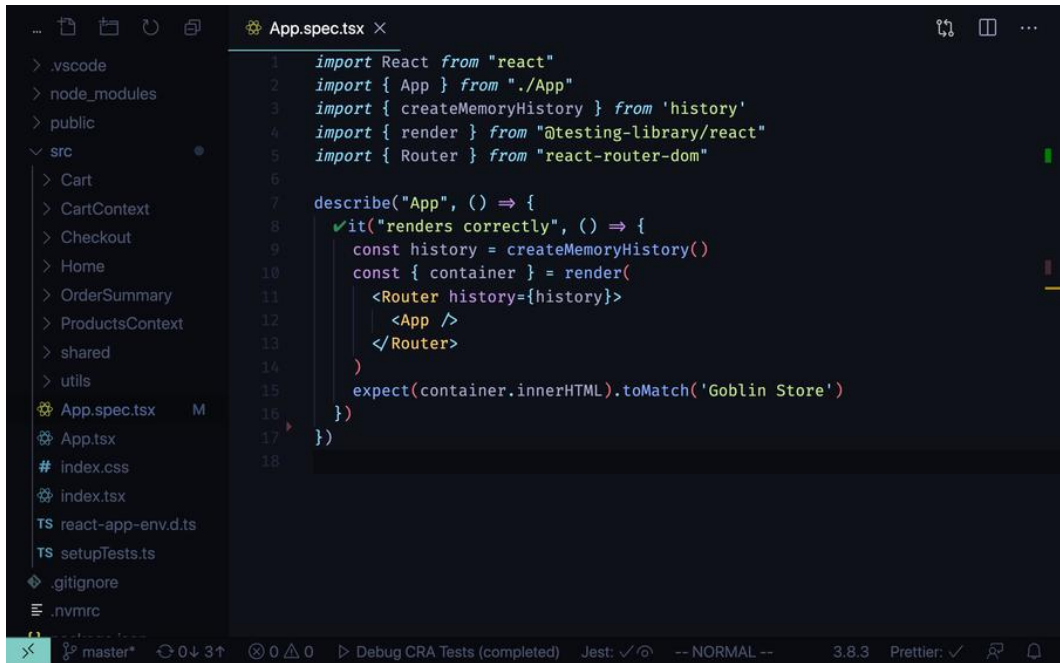 ...
App.spec.tsx
...
.vscode
node_modules
public
src
Cart
CartContext
Checkout
Home
OrderSummary
ProductsContext
shared
utils
App.spec.tsx M
App.tsx
# index.css
index.tsx
TS react-app-env.d.ts
TS setupTests.ts
.gitignore
.nvmrc
1 import React from "react"
2 import { App } from "./App"
3 import { createMemoryHistory } from 'history'
4 import { render } from "@testing-library/react"
5 import { Router } from "react-router-dom"
6
7 describe("App", () ⇒ {
8 ✔it("renders correctly", () ⇒ {
9 const history = createMemoryHistory()
10 const { container } = render(
11 <Router history={history}>
12 <App />
13 </Router>
14 )
15 expect(container.innerHTML).toMatch('Goblin Store')
16 })
17 })
18
master* 0↓ 3↑ 0 0 Debug CRA Tests (completed) Jest: ✓ -- NORMAL -- 3.8.3 Prettier: ✓